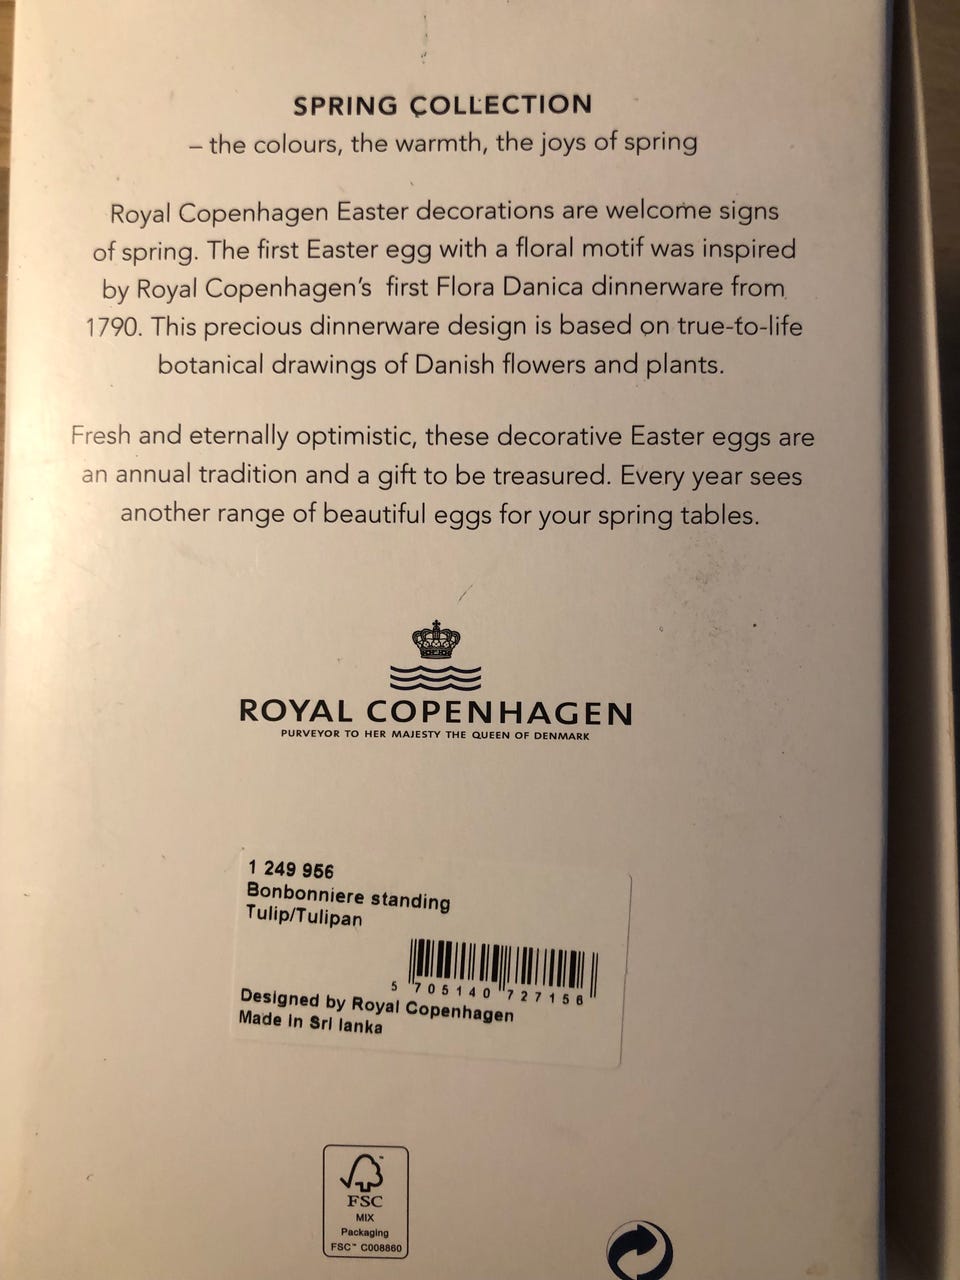 SPRING COLLECTION
– the colours, the warmth, the joys of spring
Royal Copenhagen Easter decorations are welcome signs
of spring. The first Easter egg with a floral motif was inspired
by Royal Copenhagen's first Flora Danica dinnerware from
1790. This precious dinnerware design is based on true-to-life
botanical drawings of Danish flowers and plants.
Fresh and eternally optimistic, these decorative Easter eggs are
an annual tradition and a gift to be treasured. Every year sees
another range of beautiful eggs for your spring tables.
ROYAL COPENHAGEN
PURVEYOR TO HER MAJESTY THE QUEEN OF DENMARK
1 249 956
Bonbonniere standing
Tulip/Tulipan
5 705140 727156
Designed by Royal Copenhagen
Made in Sri lanka
FSC
MIX
Packaging
FSC™ C008860